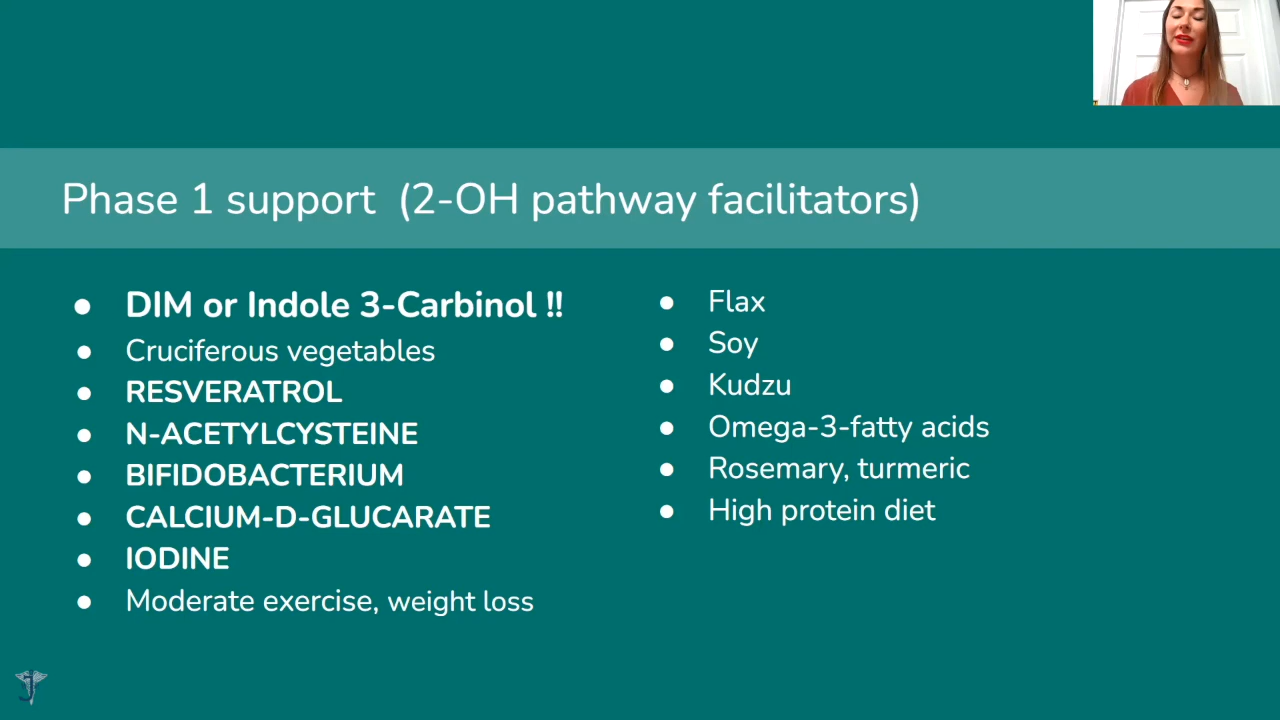 Phase 1 support (2-OH pathway facilitators)
● DIM or Indole 3-Carbinol !!
● Cruciferous vegetables
● RESVERATROL
● N-ACETYLCYSTEINE
● BIFIDOBACTERIUM
● CALCIUM-D-GLUCARATE
● IODINE
● Moderate exercise, weight loss
● Flax
● Soy
● Kudzu
● Omega-3-fatty acids
● Rosemary, turmeric
● High protein diet